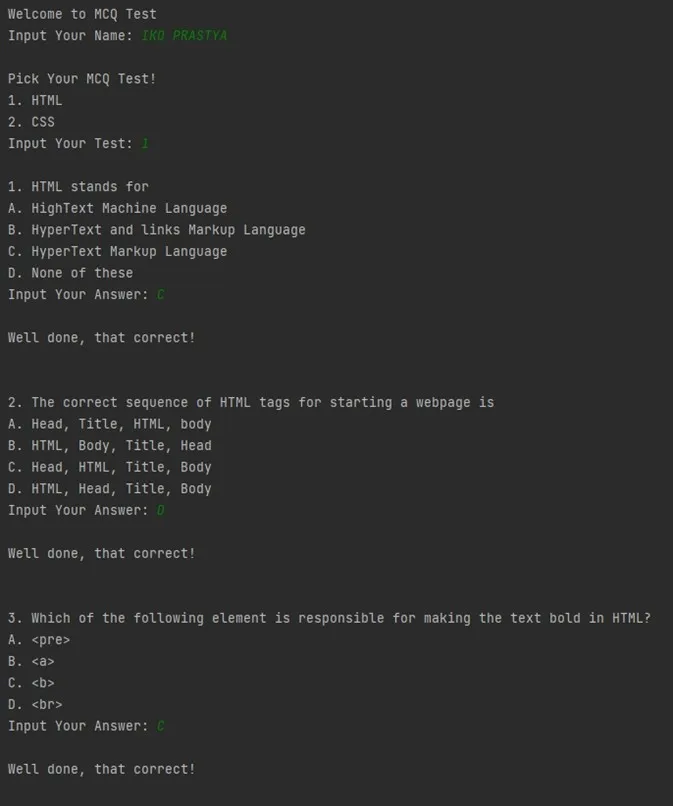 Welcome to MCQ Test
Input Your Name: IKO PRASTYA
Pick Your MCQ Test!
1. HTML
2. CSS
Input Your Test: 1
1. HTML stands for
A. HighText Machine Language
B. HyperText and links Markup Language
C. HyperText Markup Language
D. None of these
Input Your Answer: C
Well done, that correct!
2. The correct sequence of HTML tags for starting a webpage is
A. Head, Title, HTML, body
B. HTML, Body, Title, Head
C. Head, HTML, Title, Body
D. HTML, Head, Title, Body
Input Your Answer: D
Well done, that correct!
3. Which of the following element is responsible for making the text bold in HTML?
A. <pre>
B. <a>
C. <b>
D. <br>
Input Your Answer: C
Well done, that correct!